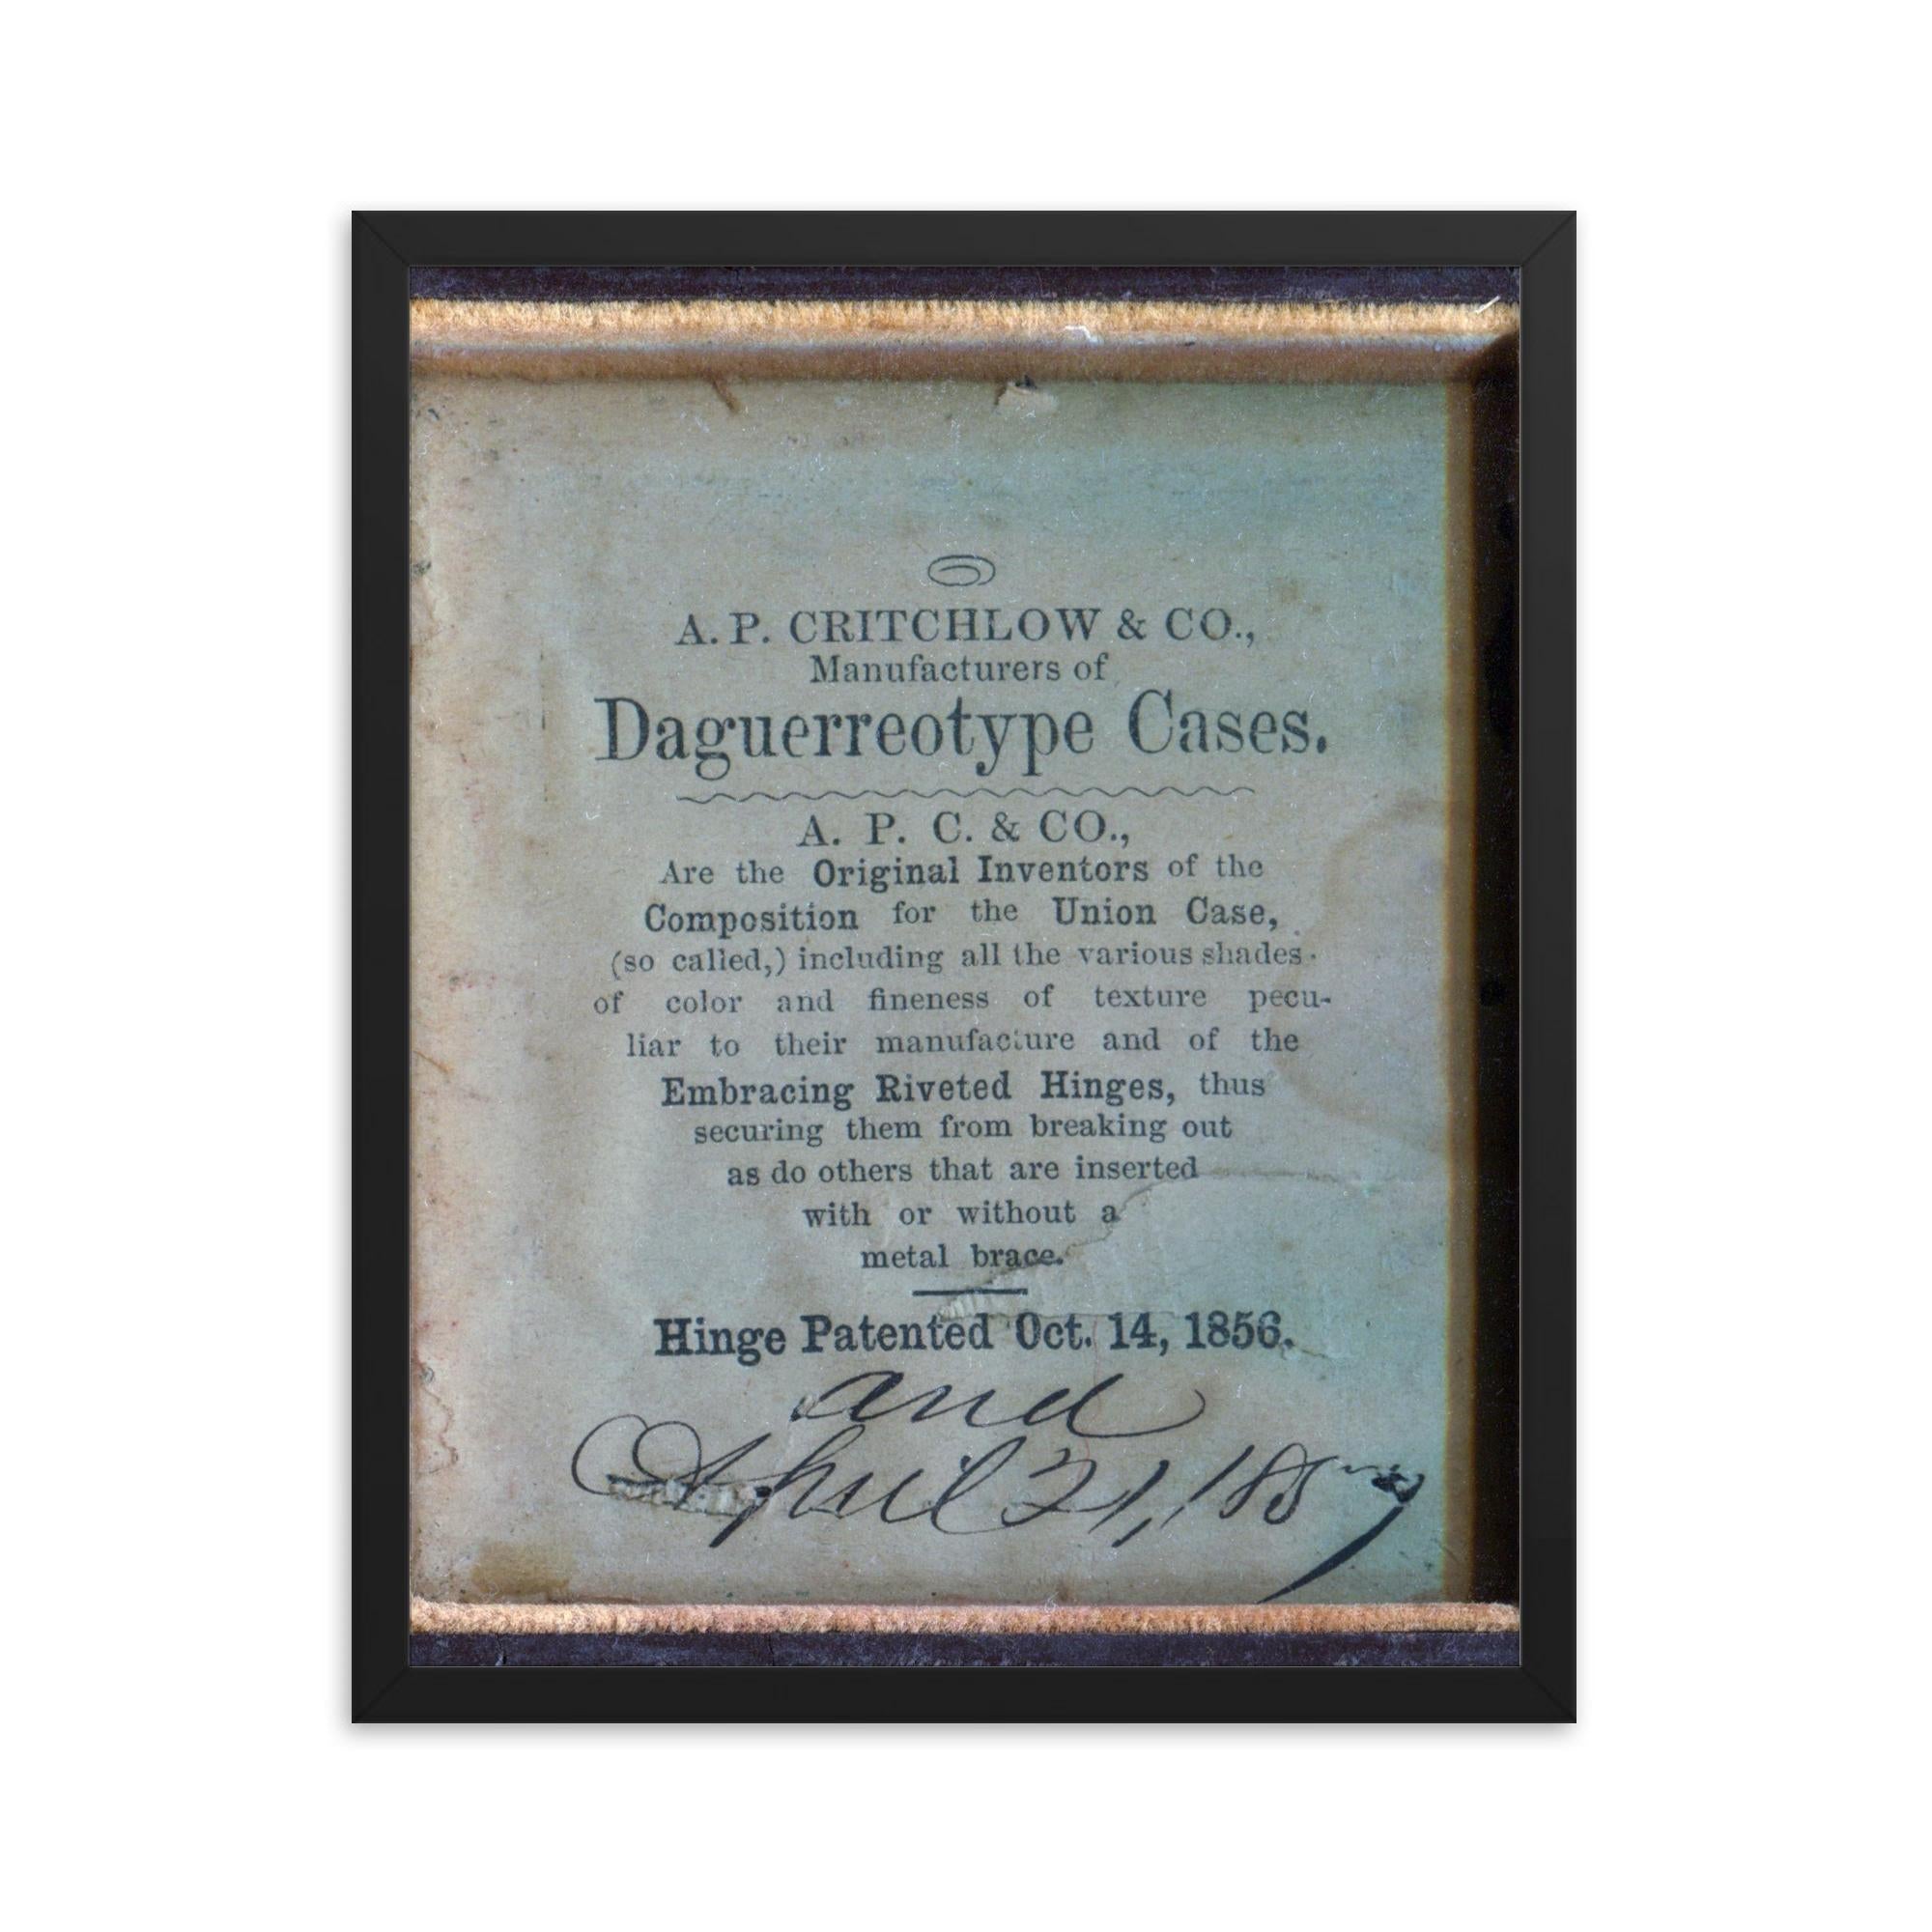 A. P. CRITCHLOW & CO.,
Manufacturers of
Daguerreotype Cases.
A. P. C. & CO.,
Are the Original Inventors of the
Composition for the Union Case,
(so called,) including all the various shades
of color and fineness of texture pecu-
liar to their manufacture and of the
Embracing Riveted Hinges, thus
securing them from breaking out
as do others that are inserted
with or without a
metal brace.
Hinge Patented Oct. 14, 1856.
and
April 21, 1857